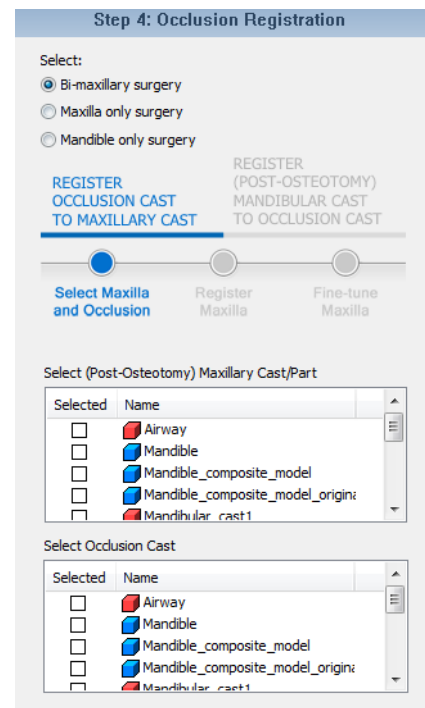 Step 4: Occlusion Registration
Select:
Bi-maxillary surgery
Maxilla only surgery
Mandible only surgery
REGISTER
OCCLUSION CAST
TO MAXILLARY CAST
REGISTER
(POST-OSTEOTOMY)
MANDIBULAR CAST
TO OCCLUSION CAST
Select Maxilla
and Occlusion
Register
Maxilla
Fine-tune
Maxilla
Select (Post-Osteotomy) Maxillary Cast/Part
Selected Name
Airway
Mandible
Mandible_composite_model
Mandible_composite_model_origina
Mandibular_cast1
Select Occlusion Cast
Selected Name
Airway
Mandible
Mandible_composite_model
Mandible_composite_model_origina
Mandibular_cast1